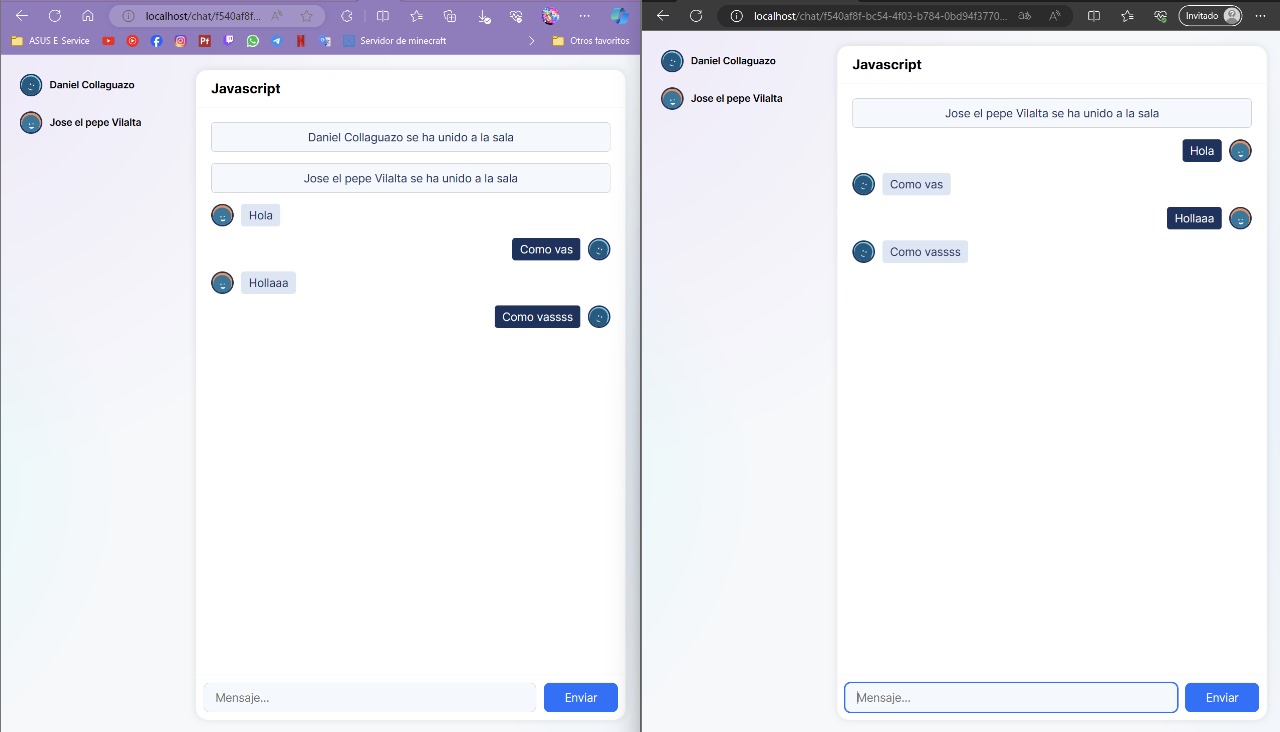 localhost/chat/f540af8f...
ASUS E-Service
Servidor de minecraft
Otros favoritos
Daniel Collaguazo
Jose el pepe Vilalta
Javascript
Daniel Collaguazo se ha unido a la sala
Jose el pepe Vilalta se ha unido a la sala
Hola
Como vas
Hollaaa
Como vassss
Mensaje...
Enviar
localhost/chat/f540af8f-bc54-4f03-b784-0bd94f3770...
Invitado
Daniel Collaguazo
Jose el pepe Vilalta
Javascript
Jose el pepe Vilalta se ha unido a la sala
Hola
Como vas
Hollaaa
Como vassss
Mensaje...
Enviar